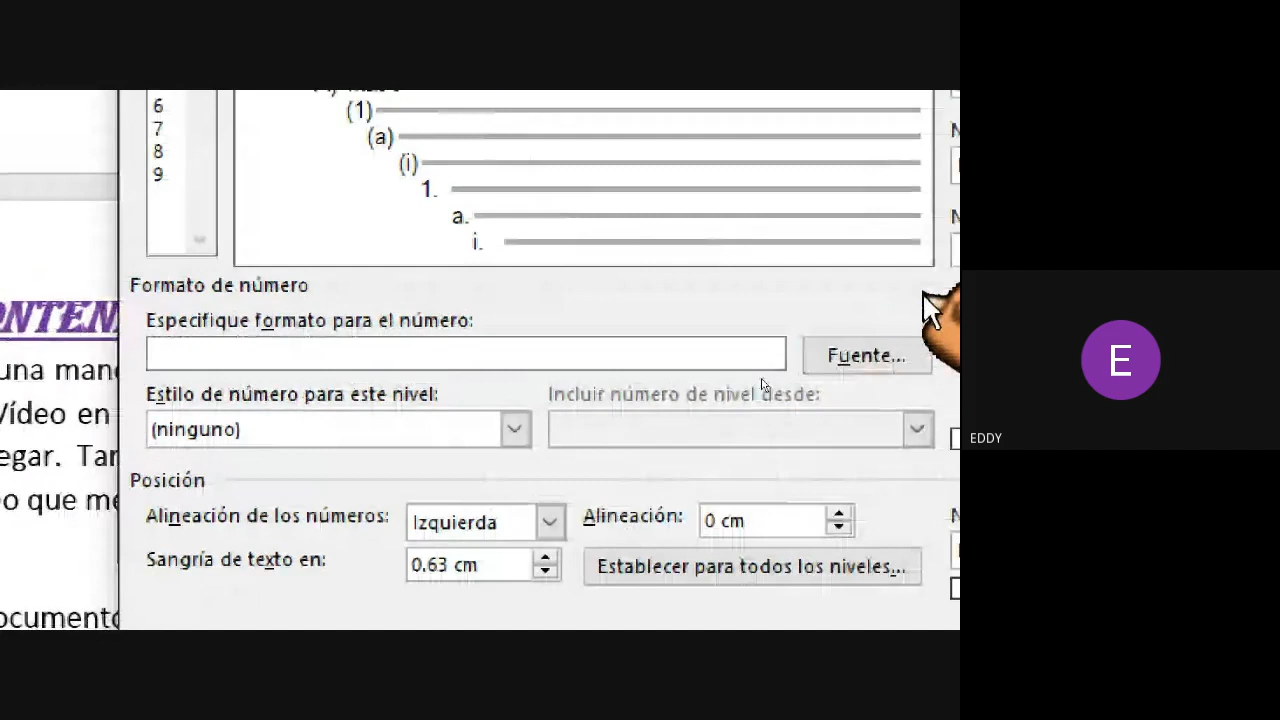 6
7
8
9
(1)
(a)
(i)
1.
a.
i.
Formato de número
Especifique formato para el número:
Fuente...
Estilo de número para este nivel:
Incluir número de nivel desde:
(ninguno)
Posición
Alineación de los números:
Izquierda
Alineación:
0 cm
Sangría de texto en:
0.63 cm
Establecer para todos los niveles...
ONTEN
una man
Vídeo en
egar. Tar
o que me
ocumento
E
EDDY